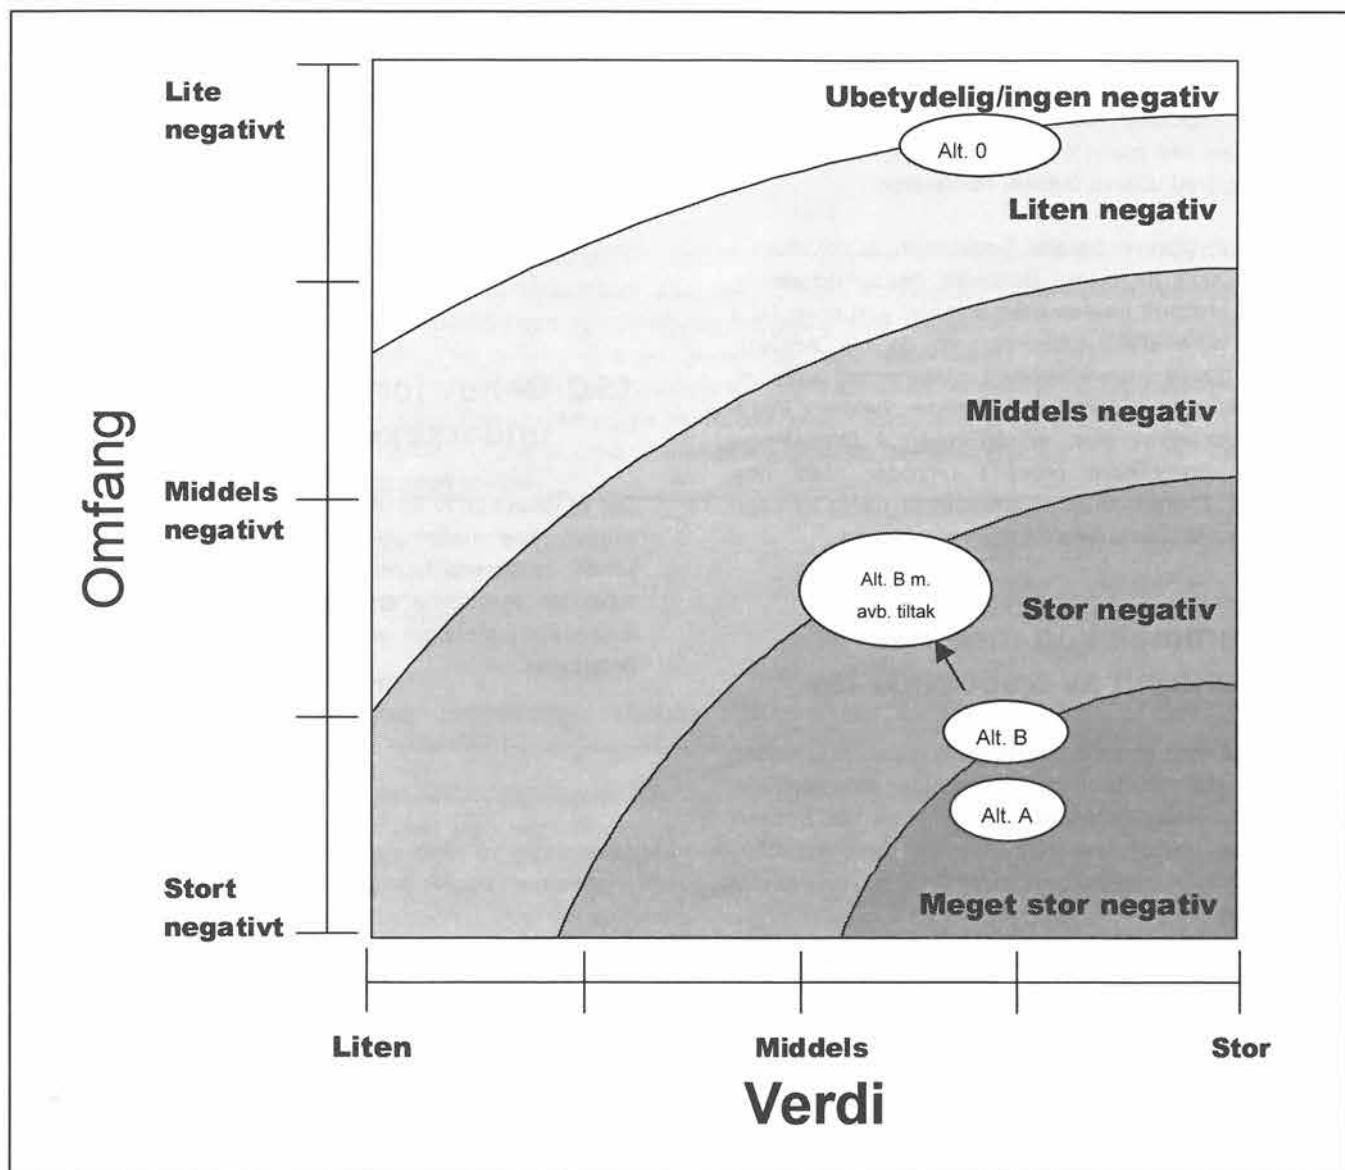 Lite
negativt
Ubetydelig/ingen negativ
Alt. 0
Liten negativ
Middels negativ
Omfang
Middels
negativt
Alt. B m.
avb. tiltak
Stor negativ
Alt. B
Alt. A
Stort
negativt
Meget stor negativ
Liten
Middels
Stor
Verdi